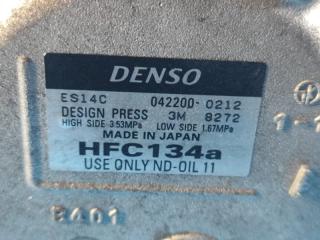 DENSO
ES14C 042200-0212
DESIGN PRESS 3M 8272
HIGH SIDE 3.53MPa LOW SIDE 1.67MPa
MADE IN JAPAN
HFC134a
USE ONLY ND-OIL 11